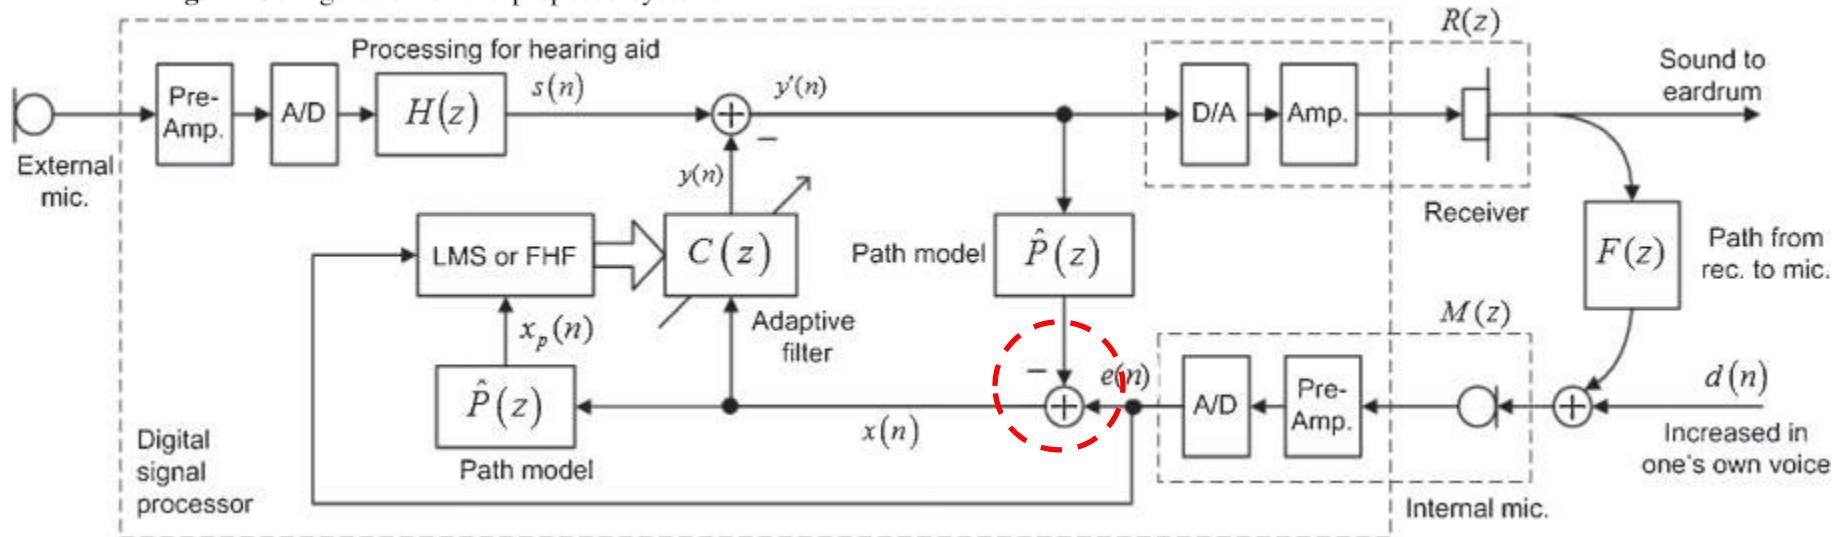 R(z)
Processing for hearing aid
Sound to
eardrum
Pre-
Amp.
A/D
H(z)
s(n)
+
−
y'(n)
D/A
Amp.
External
mic.
y(n)
Receiver
LMS or FHF
C(z)
Path model
P̂(z)
F(z)
Path from
rec. to mic.
x_p(n)
Adaptive
filter
M(z)
−
e(n)
d(n)
P̂(z)
x(n)
+
A/D
Pre-
Amp.
+
Increased in
one's own voice
Path model
Digital
signal
processor
Internal mic.